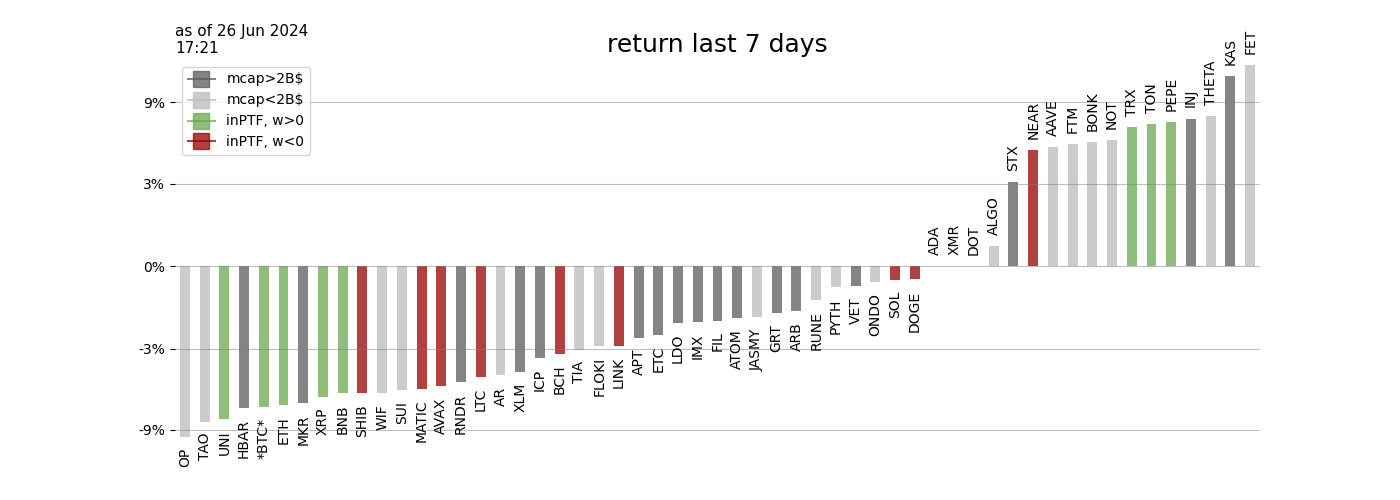 as of 26 Jun 2024
17:21
return last 7 days
mcap>2B$
mcap<2B$
inPTF, w>0
inPTF, w<0
9%
3%
0%
-3%
-9%
OP
TAO
UNI
HBAR
*BTC*
ETH
MKR
XRP
BNB
SHIB
WIF
SUI
MATIC
AVAX
RNDR
LTC
AR
XLM
ICP
BCH
TIA
FLOKI
LINK
APT
ETC
LDO
IMX
FIL
ATOM
JASMY
GRT
ARB
RUNE
PYTH
VET
ONDO
SOL
DOGE
ADA
XMR
DOT
ALGO
STX
NEAR
AAVE
FTM
BONK
NOT
TRX
TON
PEPE
INJ
THETA
KAS
FET